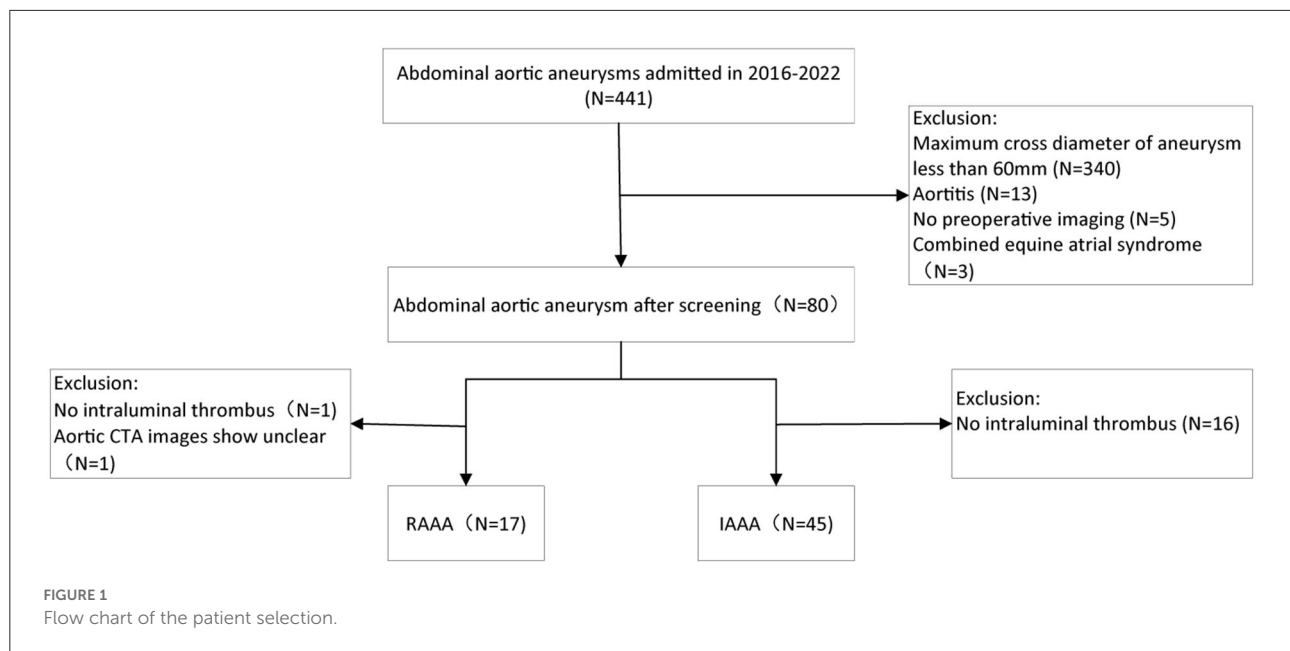 Abdominal aortic aneurysms admitted in 2016-2022
(N=441)
Exclusion:
Maximum cross diameter of aneurysm
less than 60mm (N=340)
Aortitis (N=13)
No preoperative imaging (N=5)
Combined equine atrial syndrome
（N=3)
Abdominal aortic aneurysm after screening（N=80）
Exclusion:
No intraluminal thrombus（N=1)
Aortic CTA images show unclear
（N=1)
Exclusion:
No intraluminal thrombus (N=16)
RAAA（N=17)
IAAA（N=45)
FIGURE 1
Flow chart of the patient selection.